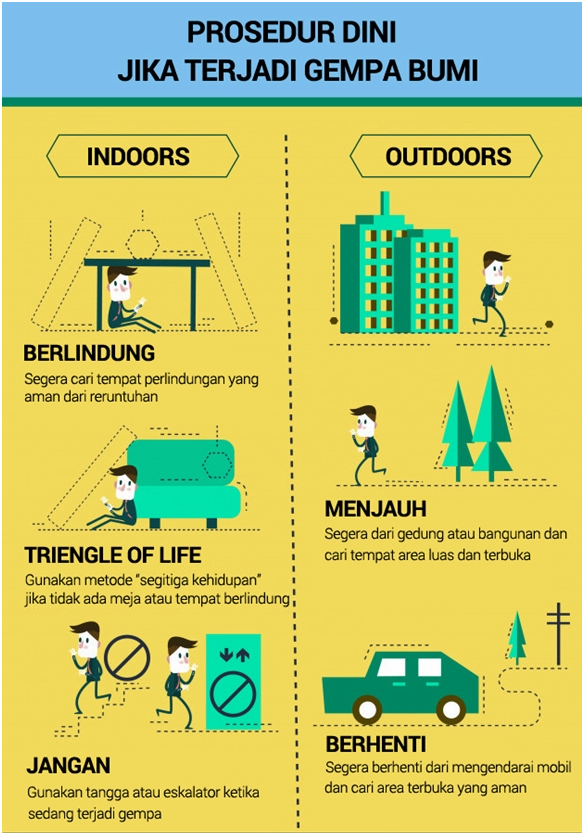 PROSEDUR DINI
JIKA TERJADI GEMPA BUMI
INDOORS
BERLINDUNG
Segera cari tempat perlindungan yang
aman dari reruntuhan
TRIENGLE OF LIFE
Gunakan metode “segitiga kehidupan”
jika tidak ada meja atau tempat berlindung
JANGAN
Gunakan tangga atau eskalator ketika
sedang terjadi gempa
OUTDOORS
MENJAUH
Segera dari gedung atau bangunan dan
cari tempat area luas dan terbuka
BERHENTI
Segera berhenti dari mengendarai mobil
dan cari area terbuka yang aman